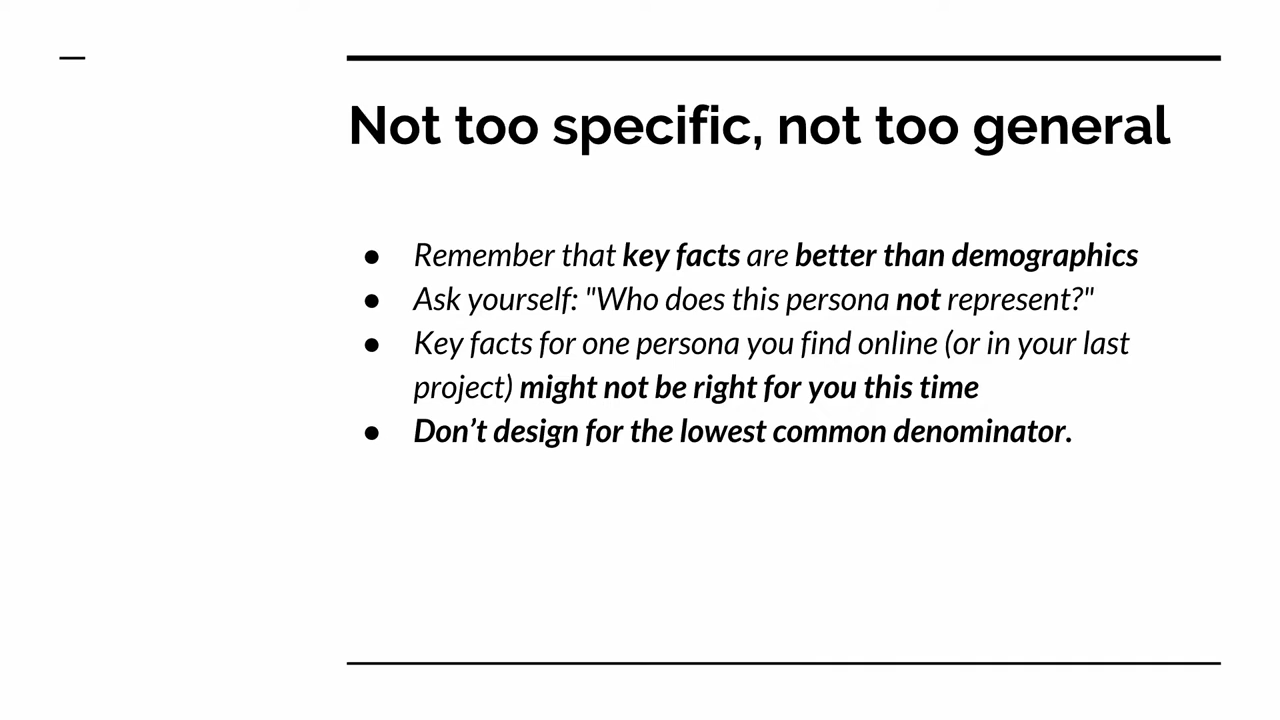 Not too specific, not too general
● Remember that key facts are better than demographics
● Ask yourself: "Who does this persona not represent?"
● Key facts for one persona you find online (or in your last
project) might not be right for you this time
● Don’t design for the lowest common denominator.